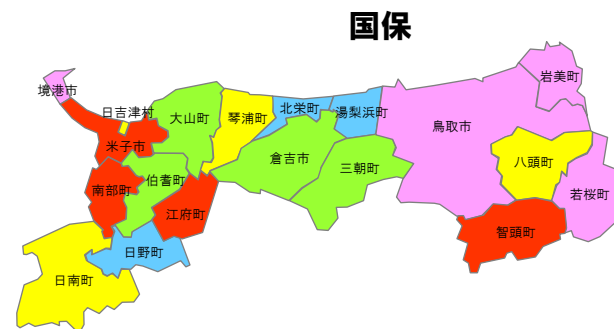 国保
境港市
日吉津村
米子市
大山町
琴浦町
北栄町
湯梨浜町
鳥取市
岩美町
八頭町
若桜町
智頭町
倉吉市
三朝町
伯耆町
南部町
江府町
日野町
日南町